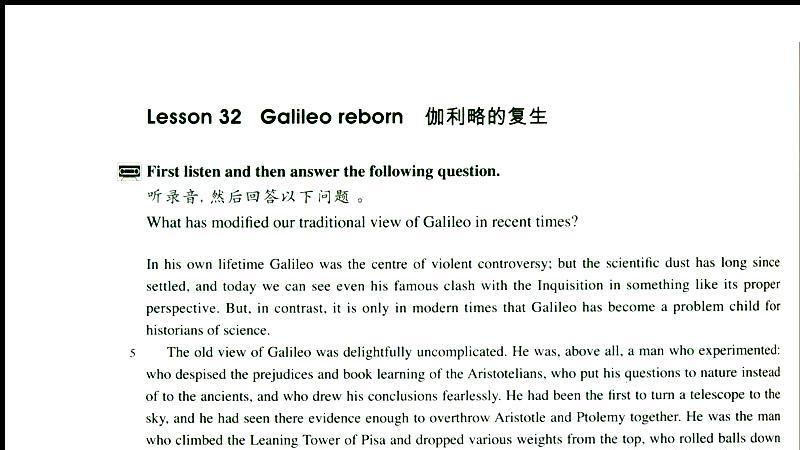 Lesson 32 Galileo reborn 伽利略的复生
First listen and then answer the following question.
听录音，然后回答以下问题。
What has modified our traditional view of Galileo in recent times?
In his own lifetime Galileo was the centre of violent controversy; but the scientific dust has long since
settled, and today we can see even his famous clash with the Inquisition in something like its proper
perspective. But, in contrast, it is only in modern times that Galileo has become a problem child for
historians of science.
5 The old view of Galileo was delightfully uncomplicated. He was, above all, a man who experimented:
who despised the prejudices and book learning of the Aristotelians, who put his questions to nature instead
of to the ancients, and who drew his conclusions fearlessly. He had been the first to turn a telescope to the
sky, and he had seen there evidence enough to overthrow Aristotle and Ptolemy together. He was the man
who climbed the Leaning Tower of Pisa and dropped various weights from the top, who rolled balls down